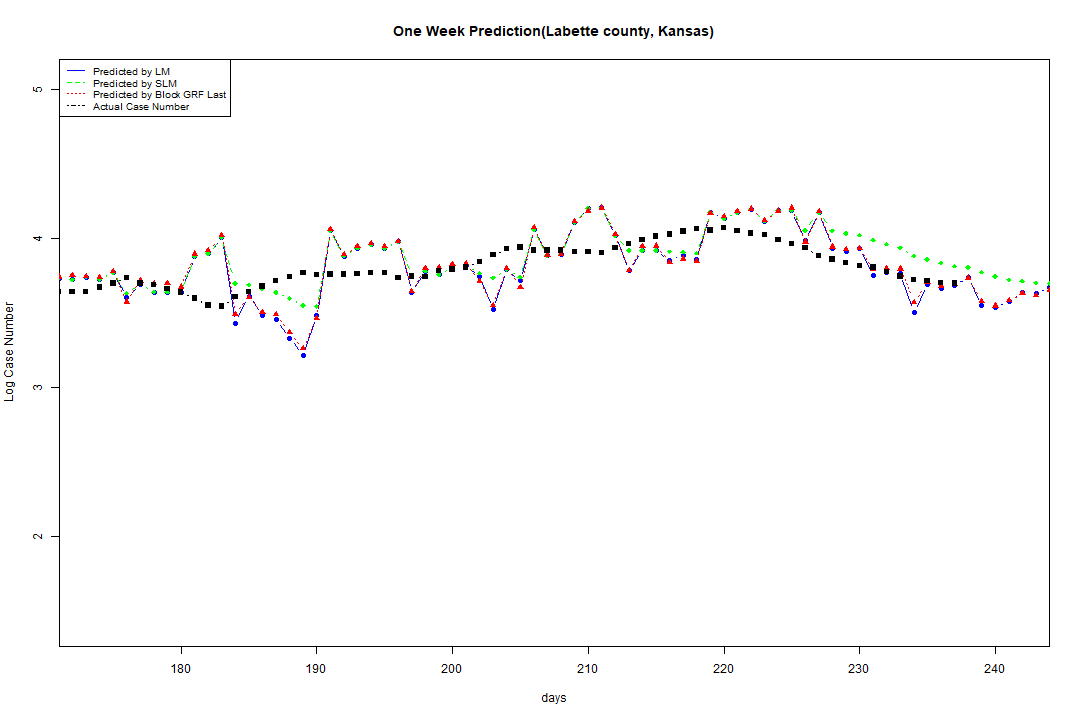 One Week Prediction(Labette county, Kansas)
Predicted by LM
Predicted by SLM
Predicted by Block GRF Last
Actual Case Number
5
4
3
2
Log Case Number
180 190 200 210 220 230 240
days